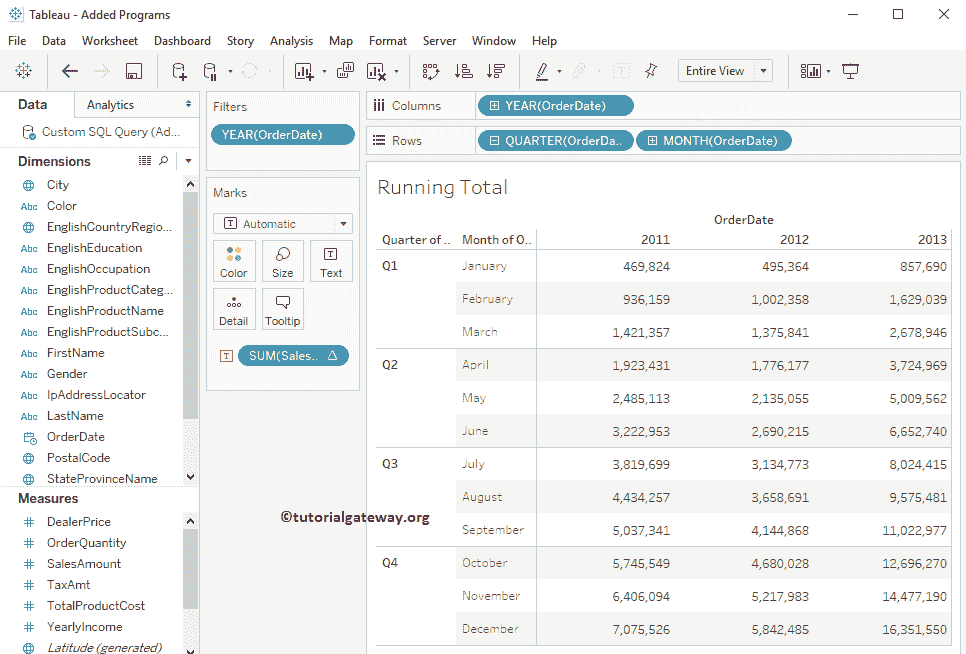 Tableau - Added Programs
File Data Worksheet Dashboard Story Analysis Map Format Server Window Help
Entire View
Data Analytics
Custom SQL Query (Ad...
Dimensions
City
Abc Color
EnglishCountryRegio...
Abc EnglishEducation
Abc EnglishOccupation
Abc EnglishProductCateg...
Abc EnglishProductName
Abc EnglishProductSubc...
Abc FirstName
Abc Gender
Abc IpAddressLocator
Abc LastName
OrderDate
PostalCode
StateProvinceName
Measures
# DealerPrice
# OrderQuantity
# SalesAmount
# TaxAmt
# TotalProductCost
# YearlyIncome
Latitude (generated)
Filters
YEAR(OrderDate)
Marks
T Automatic
Color Size Text
Detail Tooltip
T SUM(Sales.. Δ
Columns YEAR(OrderDate)
Rows QUARTER(OrderDa.. MONTH(OrderDate)
Running Total
OrderDate
Quarter of .. Month of O.. 2011 2012 2013
Q1 January 469,824 495,364 857,690
February 936,159 1,002,358 1,629,039
March 1,421,357 1,375,841 2,678,946
Q2 April 1,923,431 1,776,177 3,724,969
May 2,485,113 2,135,055 5,009,562
June 3,222,953 2,690,215 6,652,740
Q3 July 3,819,699 3,134,773 8,024,415
August 4,434,257 3,658,691 9,575,481
September 5,037,341 4,144,868 11,022,977
Q4 October 5,745,549 4,680,028 12,696,270
November 6,406,094 5,217,983 14,477,190
December 7,075,526 5,842,485 16,351,550
©tutorialgateway.org